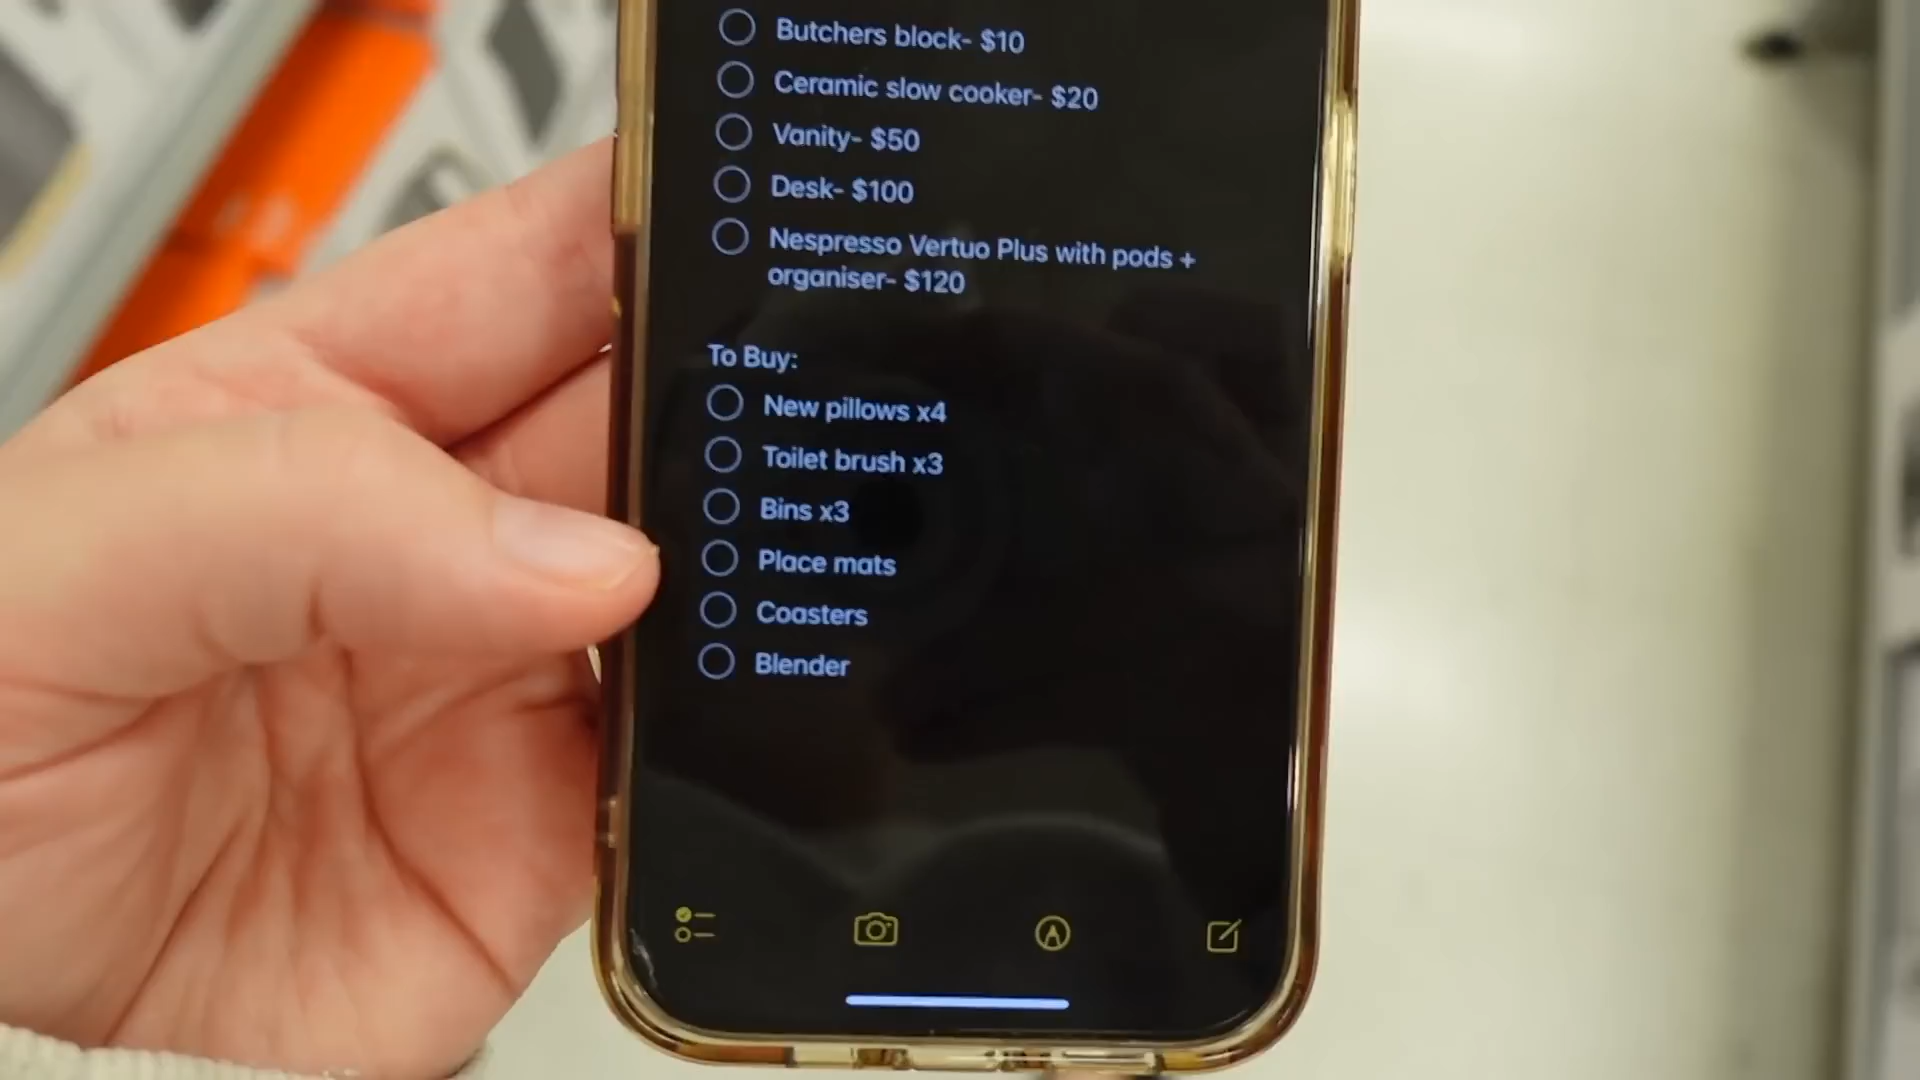 Butchers block- $10
Ceramic slow cooker- $20
Vanity- $50
Desk- $100
Nespresso Vertuo Plus with pods +
organiser- $120
To Buy:
New pillows x4
Toilet brush x3
Bins x3
Place mats
Coasters
Blender